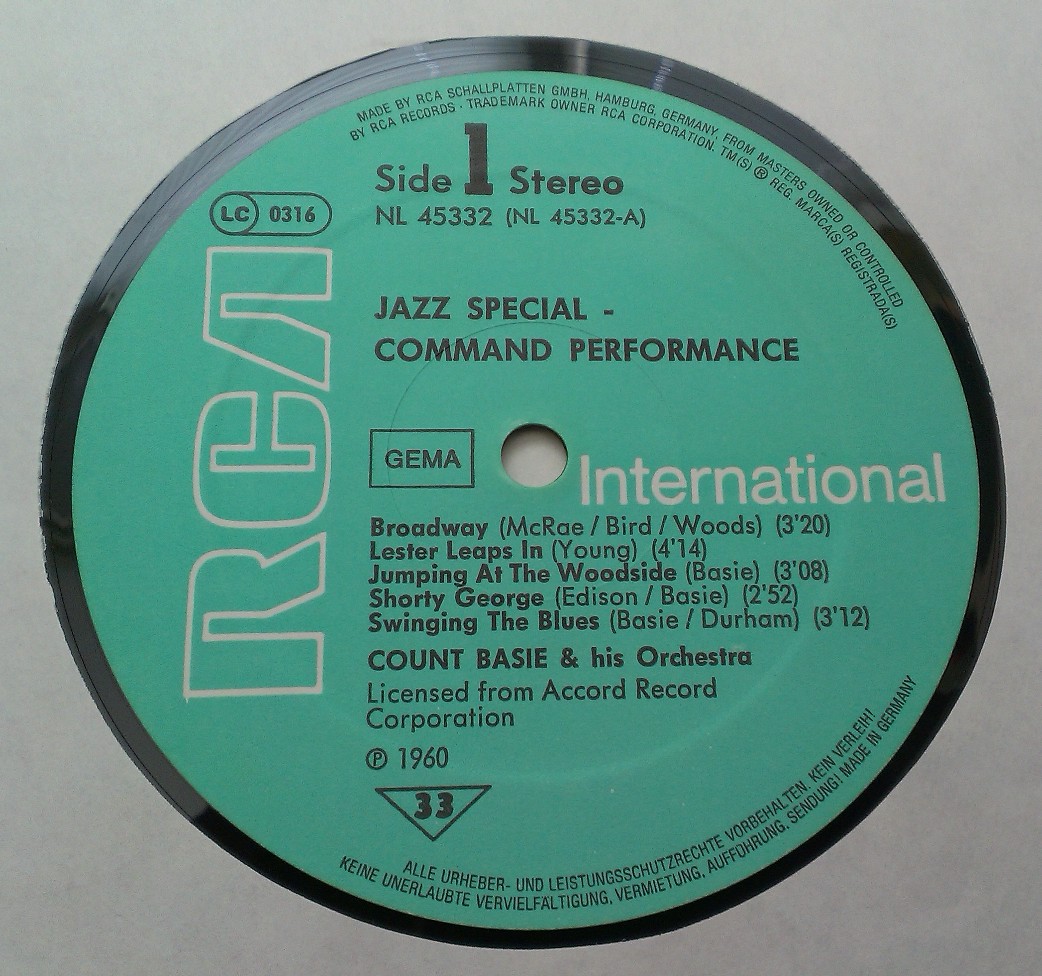 MADE BY RCA SCHALLPLATTEN GMBH, HAMBURG, GERMANY, FROM MASTERS OWNED OR CONTROLLED
BY RCA RECORDS · TRADEMARK OWNER RCA CORPORATION. TM(S) ® REG. MARCA(S) REGISTRADA(S)
Side 1 Stereo
LC 0316
NL 45332 (NL 45332-A)
RCA
JAZZ SPECIAL -
COMMAND PERFORMANCE
GEMA
International
Broadway (McRae / Bird / Woods) (3'20)
Lester Leaps In (Young) (4'14)
Jumping At The Woodside (Basie) (3'08)
Shorty George (Edison / Basie) (2'52)
Swinging The Blues (Basie / Durham) (3'12)
COUNT BASIE & his Orchestra
Licensed from Accord Record
Corporation
℗ 1960
33
ALLE URHEBER- UND LEISTUNGSSCHUTZRECHTE VORBEHALTEN. KEIN VERLEIH!
KEINE UNERLAUBTE VERVIELFÄLTIGUNG, VERMIETUNG, AUFFÜHRUNG, SENDUNG! MADE IN GERMANY